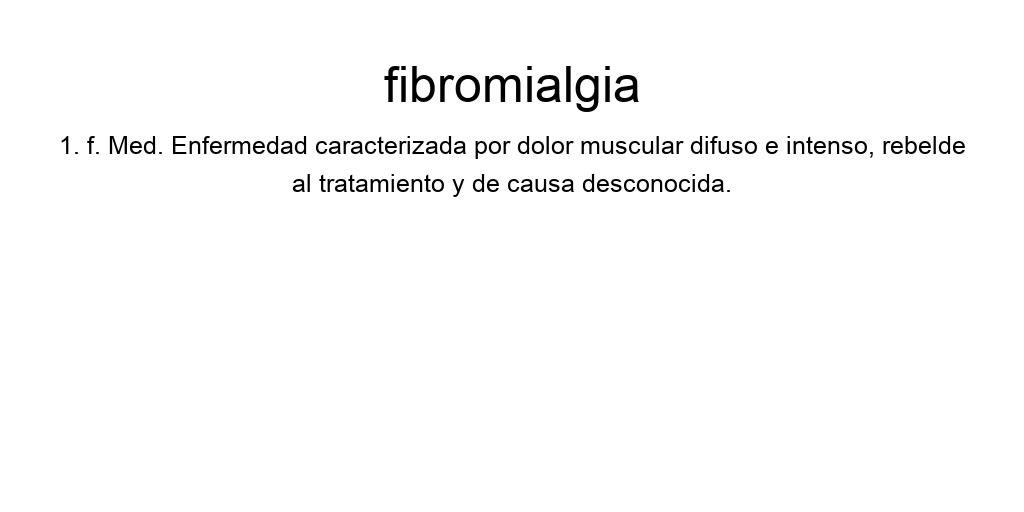 fibromialgia
1. f. Med. Enfermedad caracterizada por dolor muscular difuso e intenso, rebelde
al tratamiento y de causa desconocida.